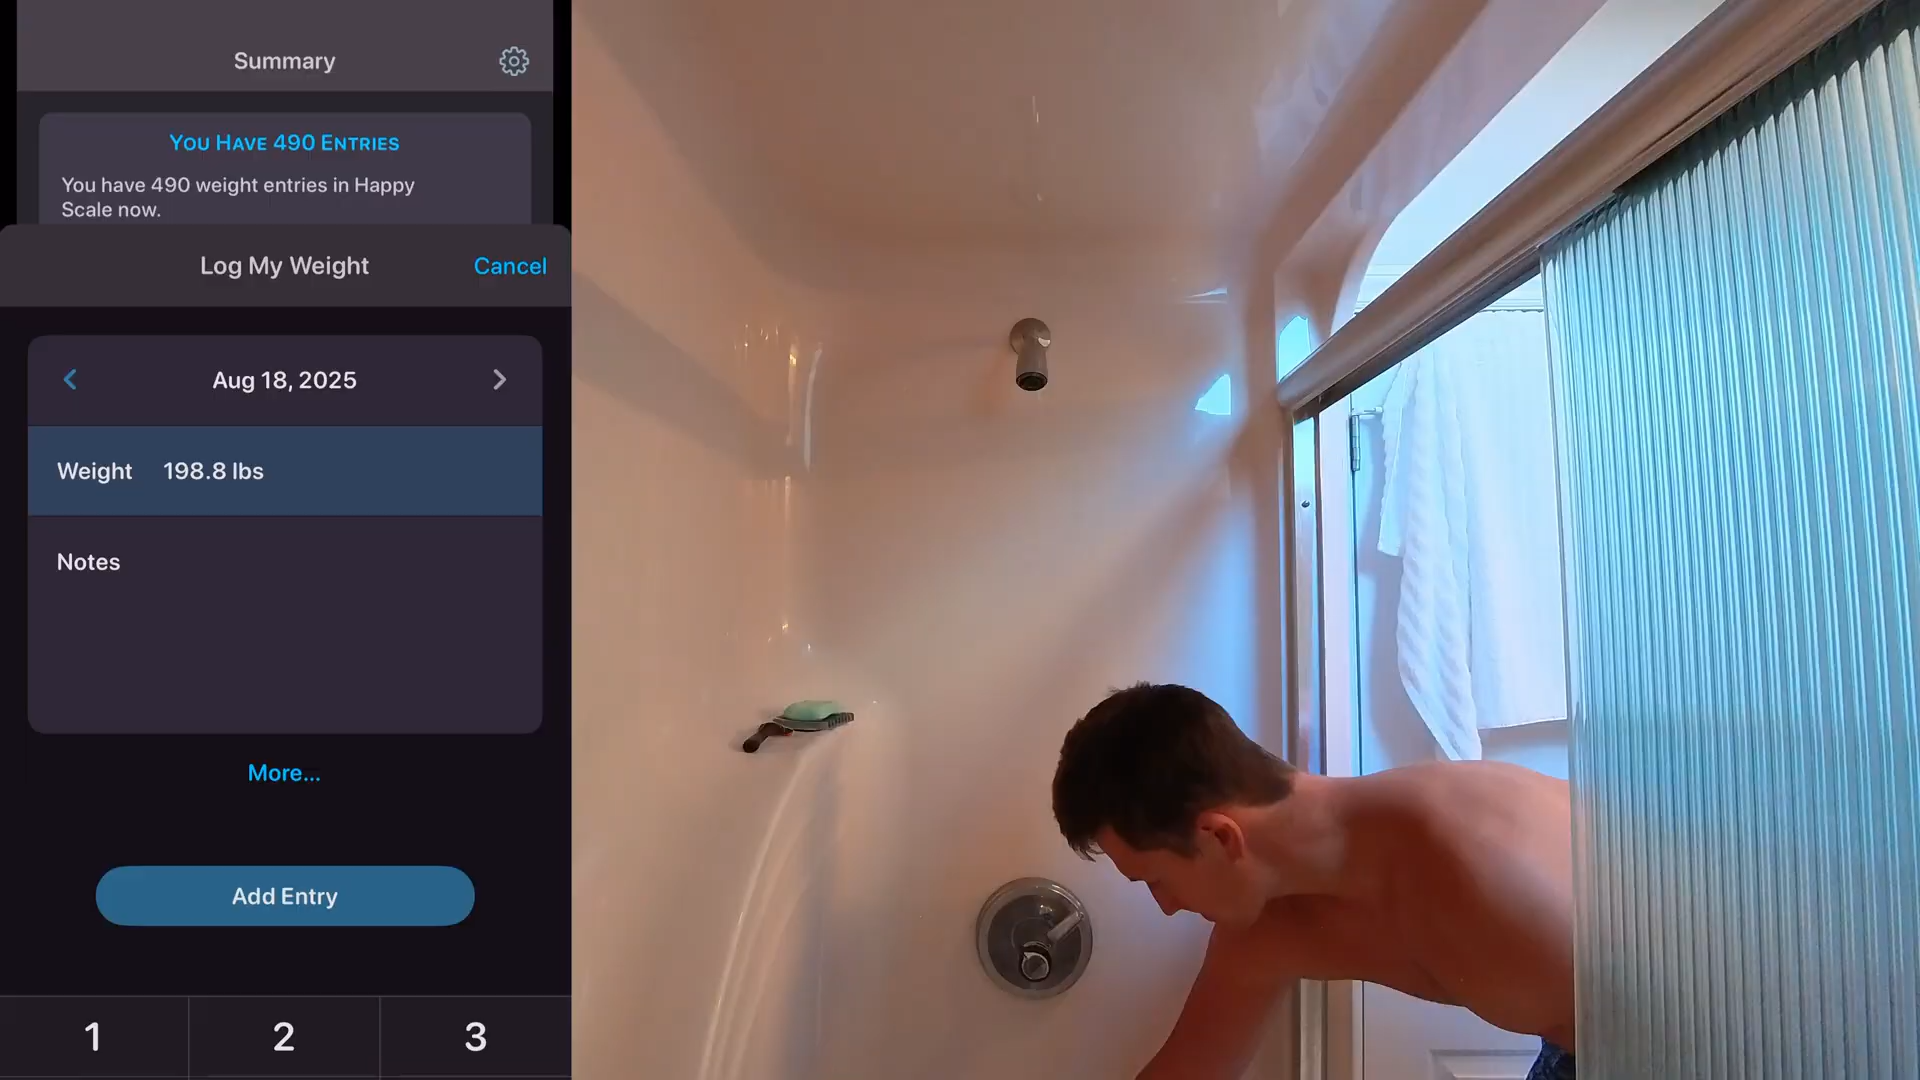 Summary
YOU HAVE 490 ENTRIES
You have 490 weight entries in Happy
Scale now.
Log My Weight
Cancel
Aug 18, 2025
Weight 198.8 lbs
Notes
More...
Add Entry
1 2 3